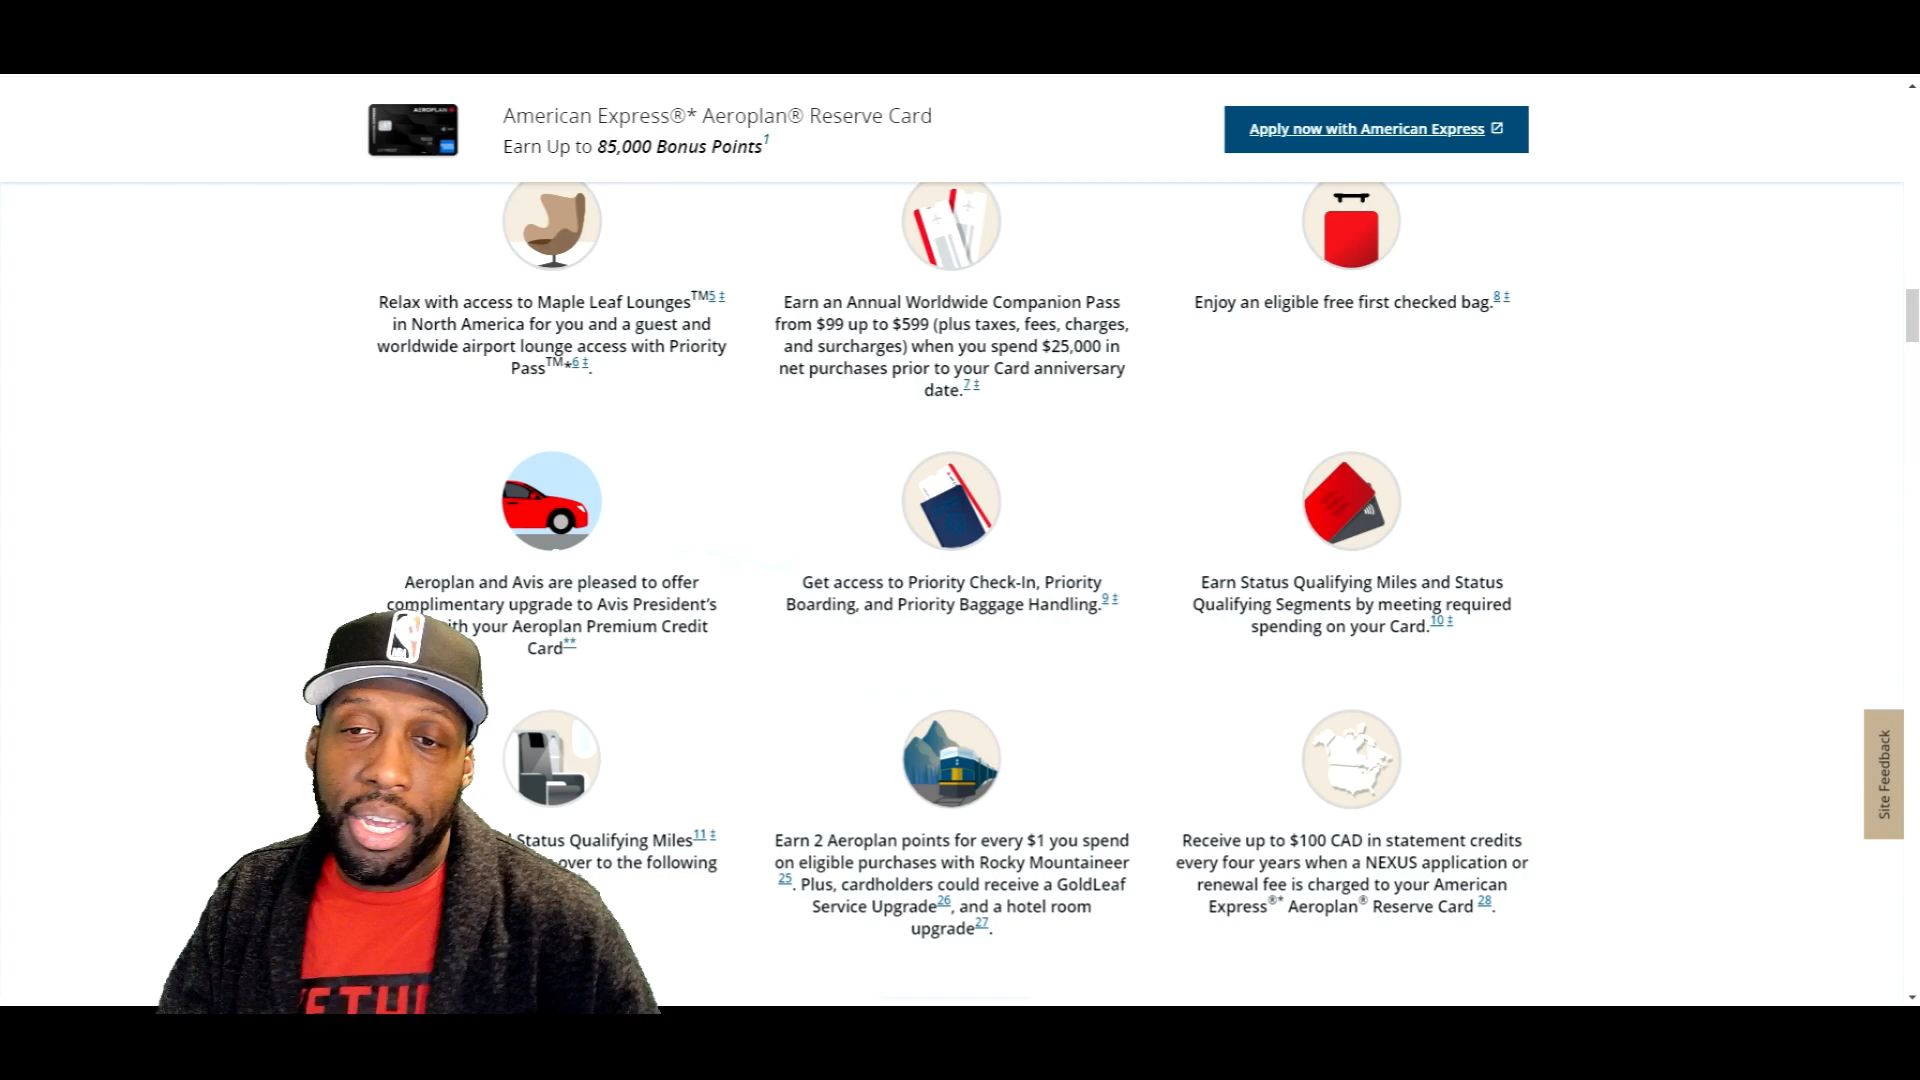 AEROPLAN
American Express®* Aeroplan® Reserve Card
Earn Up to 85,000 Bonus Points1
Apply now with American Express
Relax with access to Maple Leaf Lounges™5 ‡
in North America for you and a guest and
worldwide airport lounge access with Priority
Pass™*6 ‡.
Earn an Annual Worldwide Companion Pass
from $99 up to $599 (plus taxes, fees, charges,
and surcharges) when you spend $25,000 in
net purchases prior to your Card anniversary
date.7 ‡
Enjoy an eligible free first checked bag.8 ‡
Aeroplan and Avis are pleased to offer
complimentary upgrade to Avis President’s
with your Aeroplan Premium Credit
Card**
Get access to Priority Check-In, Priority
Boarding, and Priority Baggage Handling.9 ‡
Earn Status Qualifying Miles and Status
Qualifying Segments by meeting required
spending on your Card.10 ‡
Status Qualifying Miles11 ‡
over to the following
Earn 2 Aeroplan points for every $1 you spend
on eligible purchases with Rocky Mountaineer
25. Plus, cardholders could receive a GoldLeaf
Service Upgrade26, and a hotel room
upgrade27.
Receive up to $100 CAD in statement credits
every four years when a NEXUS application or
renewal fee is charged to your American
Express®* Aeroplan® Reserve Card 28.
Site Feedback